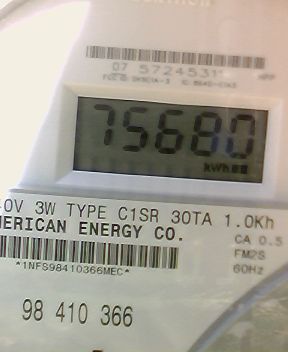 07 5724531
75680
kWh
0V 3W TYPE C1SR 30TA 1.0Kh
MERICAN ENERGY CO.
CA 0.5
FM2S
60Hz
*1NFS98410366MEC*
98 410 366